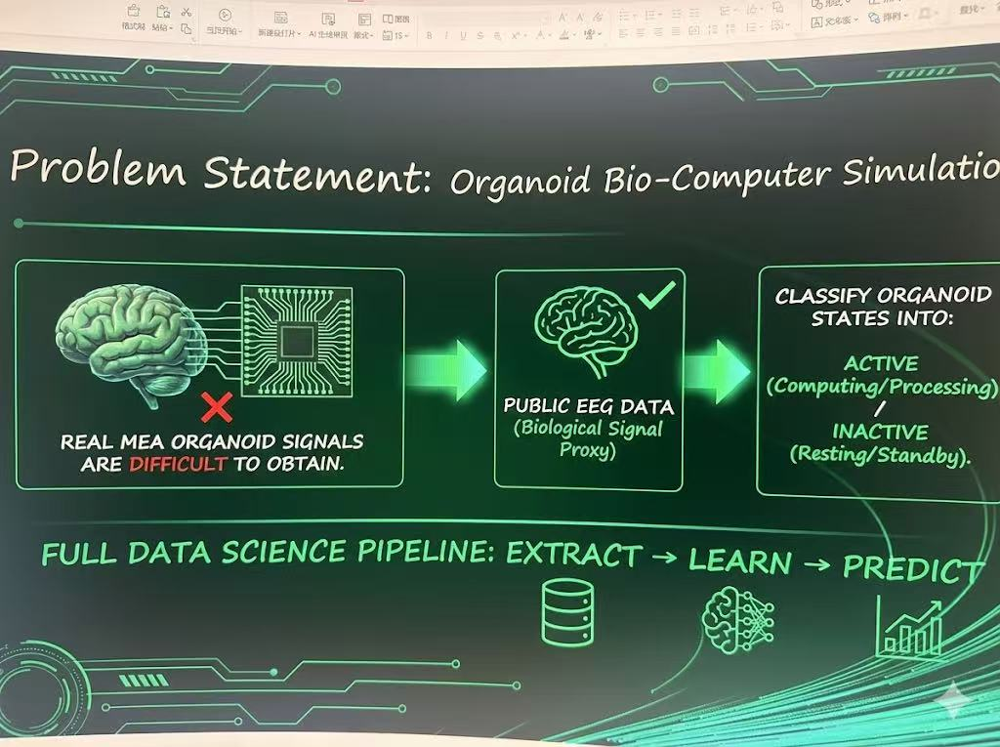 Problem Statement: Organoid Bio-Computer Simulatio
REAL MEA ORGANOID SIGNALS
ARE DIFFICULT TO OBTAIN.
PUBLIC EEG DATA
(Biological Signal
Proxy)
CLASSIFY ORGANOID
STATES INTO:
ACTIVE
(Computing/Processing)
/
INACTIVE
(Resting/Standby).
FULL DATA SCIENCE PIPELINE: EXTRACT → LEARN → PREDICT